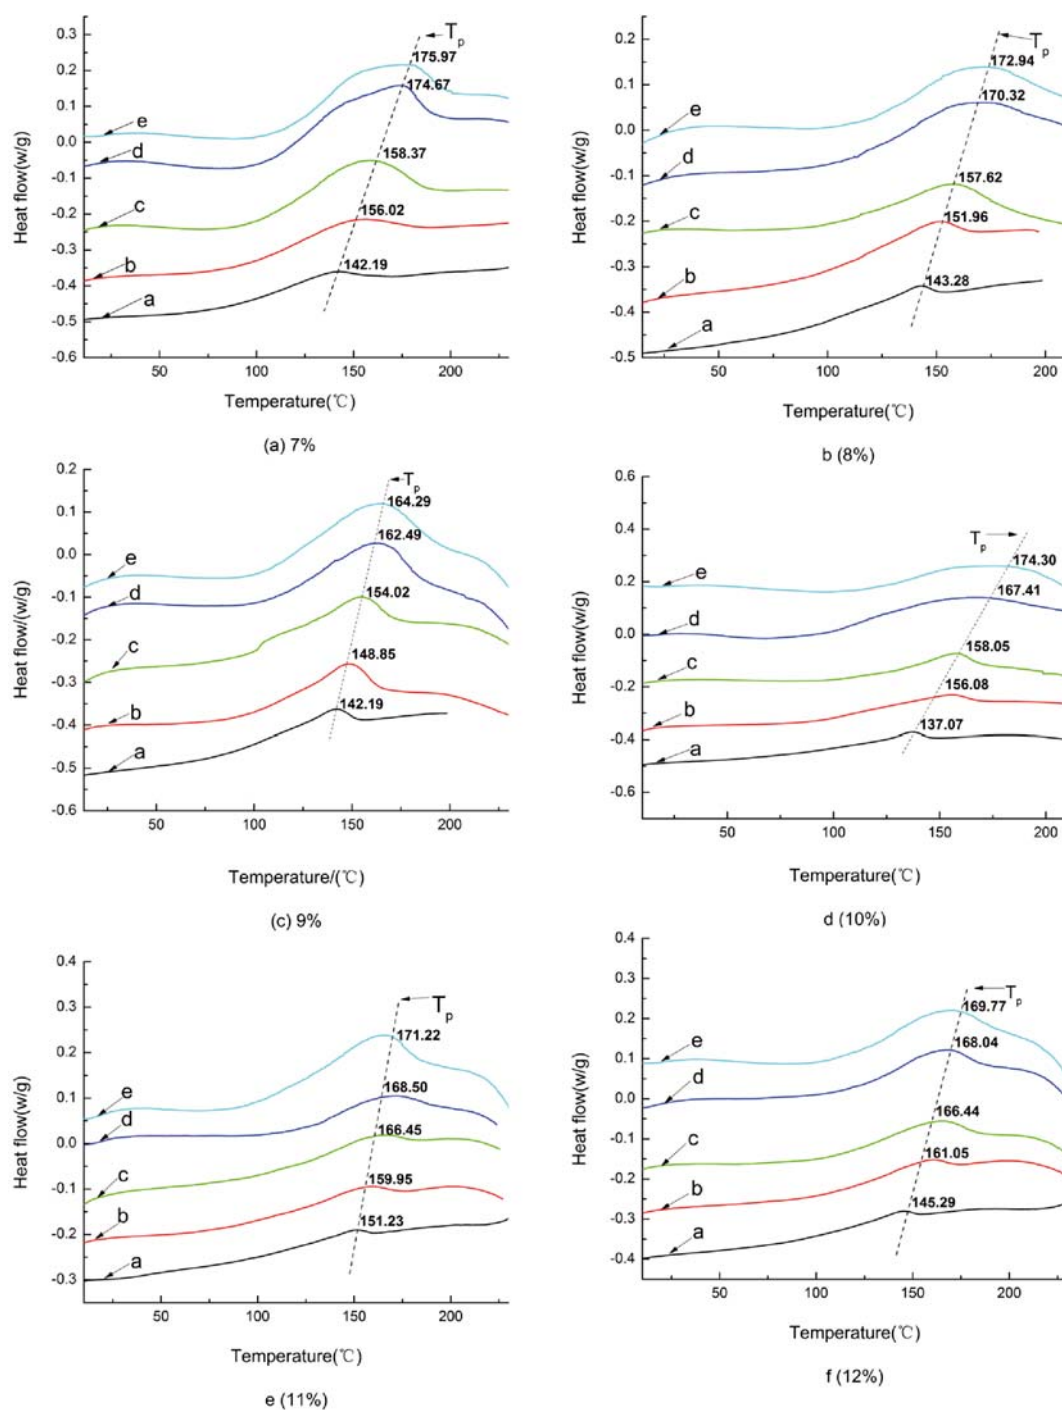 T_p
175.97
174.67
158.37
156.02
142.19
e
d
c
b
a
Heat flow(w/g)
0.3
0.2
0.1
0.0
-0.1
-0.2
-0.3
-0.4
-0.5
-0.6
50 100 150 200
Temperature(℃)
(a) 7%
T_p
172.94
170.32
157.62
151.96
143.28
e
d
c
b
a
Heat flow(w/g)
0.2
0.1
0.0
-0.1
-0.2
-0.3
-0.4
-0.5
50 100 150 200
Temperature(℃)
b (8%)
T_p
164.29
162.49
154.02
148.85
142.19
e
d
c
b
a
Heat flow/(w/g)
0.2
0.1
0.0
-0.1
-0.2
-0.3
-0.4
-0.5
-0.6
50 100 150 200
Temperature/(℃)
(c) 9%
T_p
174.30
167.41
158.05
156.08
137.07
e
d
c
b
a
Heat flow(w/g)
0.6
0.4
0.2
0.0
-0.2
-0.4
-0.6
50 100 150 200
Temperature(℃)
d (10%)
T_p
171.22
168.50
166.45
159.95
151.23
e
d
c
b
a
Heat flow(w/g)
0.4
0.3
0.2
0.1
0.0
-0.1
-0.2
-0.3
50 100 150 200
Temperature(℃)
e (11%)
T_p
169.77
168.04
166.44
161.05
145.29
e
d
c
b
a
Heat flow(w/g)
0.4
0.3
0.2
0.1
0.0
-0.1
-0.2
-0.3
-0.4
50 100 150 200
Temperature(℃)
f (12%)